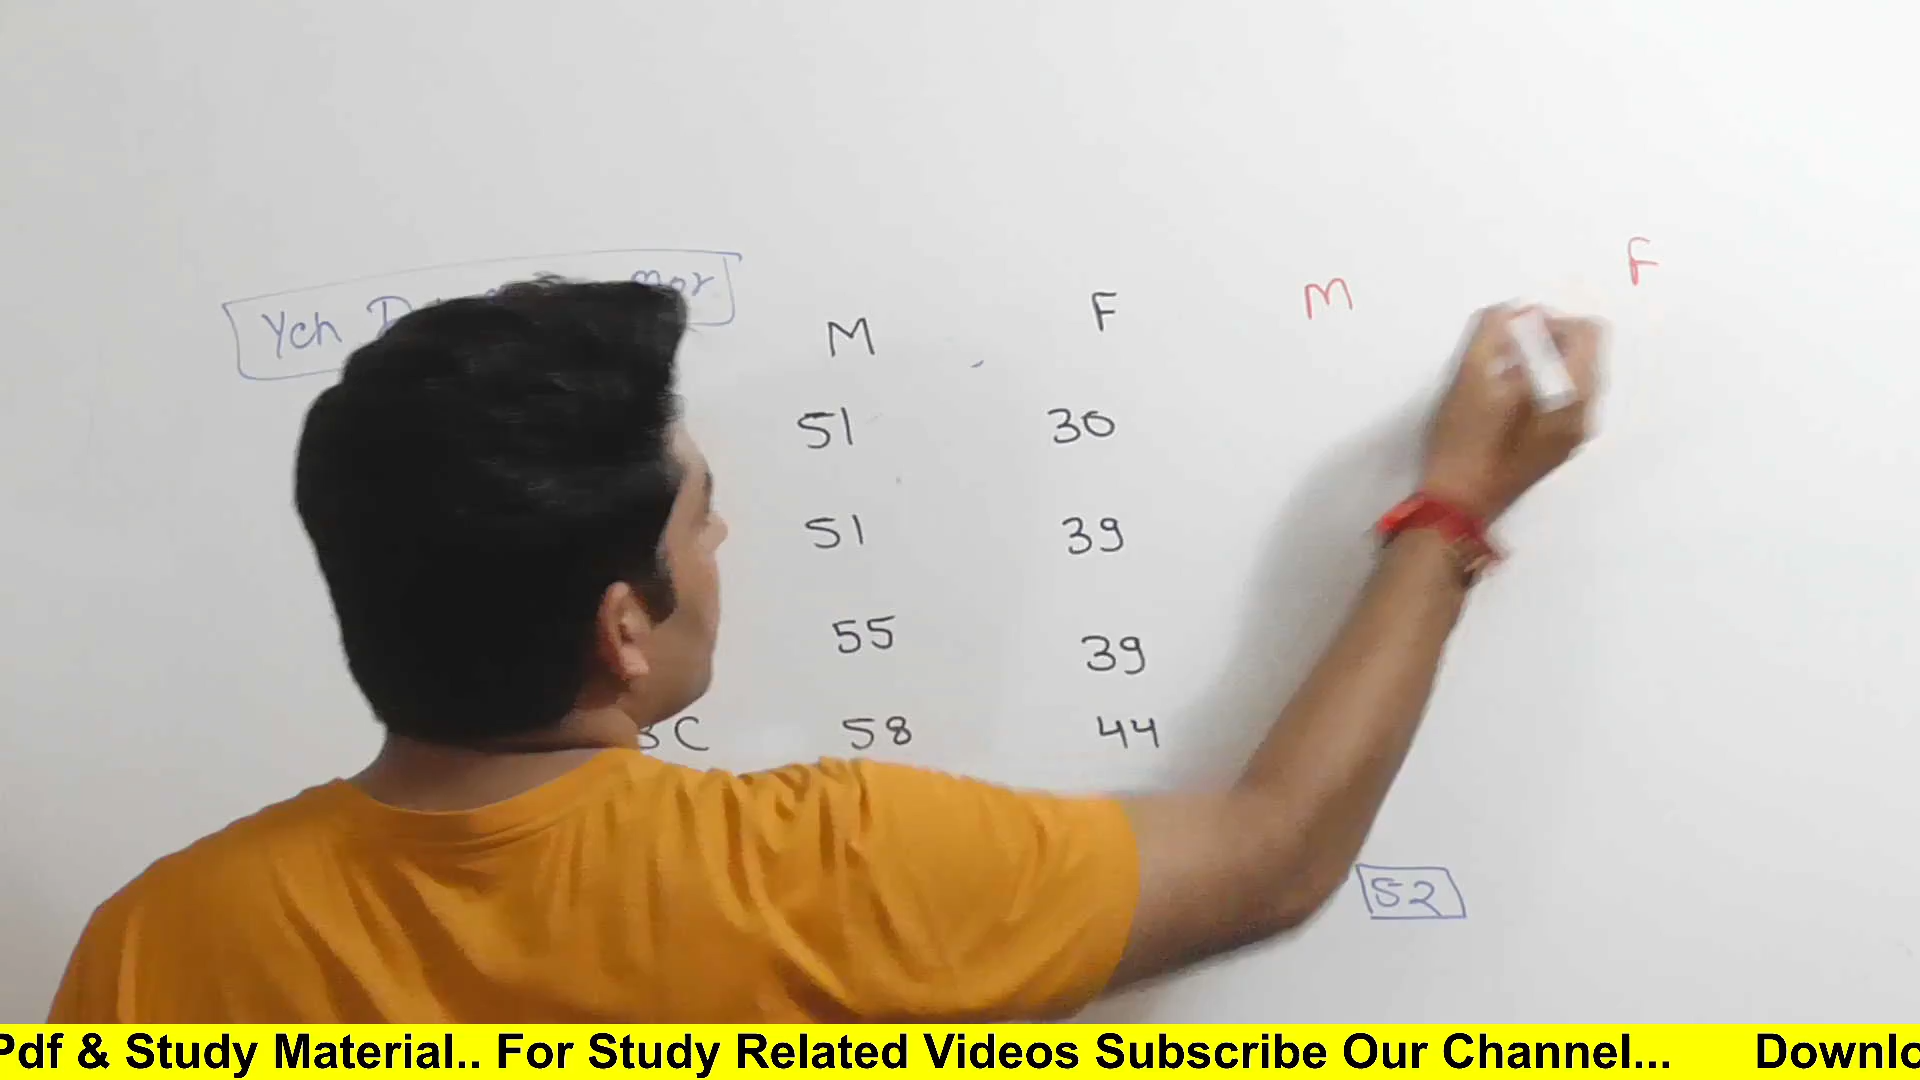 Ych
M F M F
51 30
51 39
55 39
BC 58 44
52
Pdf & Study Material.. For Study Related Videos Subscribe Our Channel... Downlo